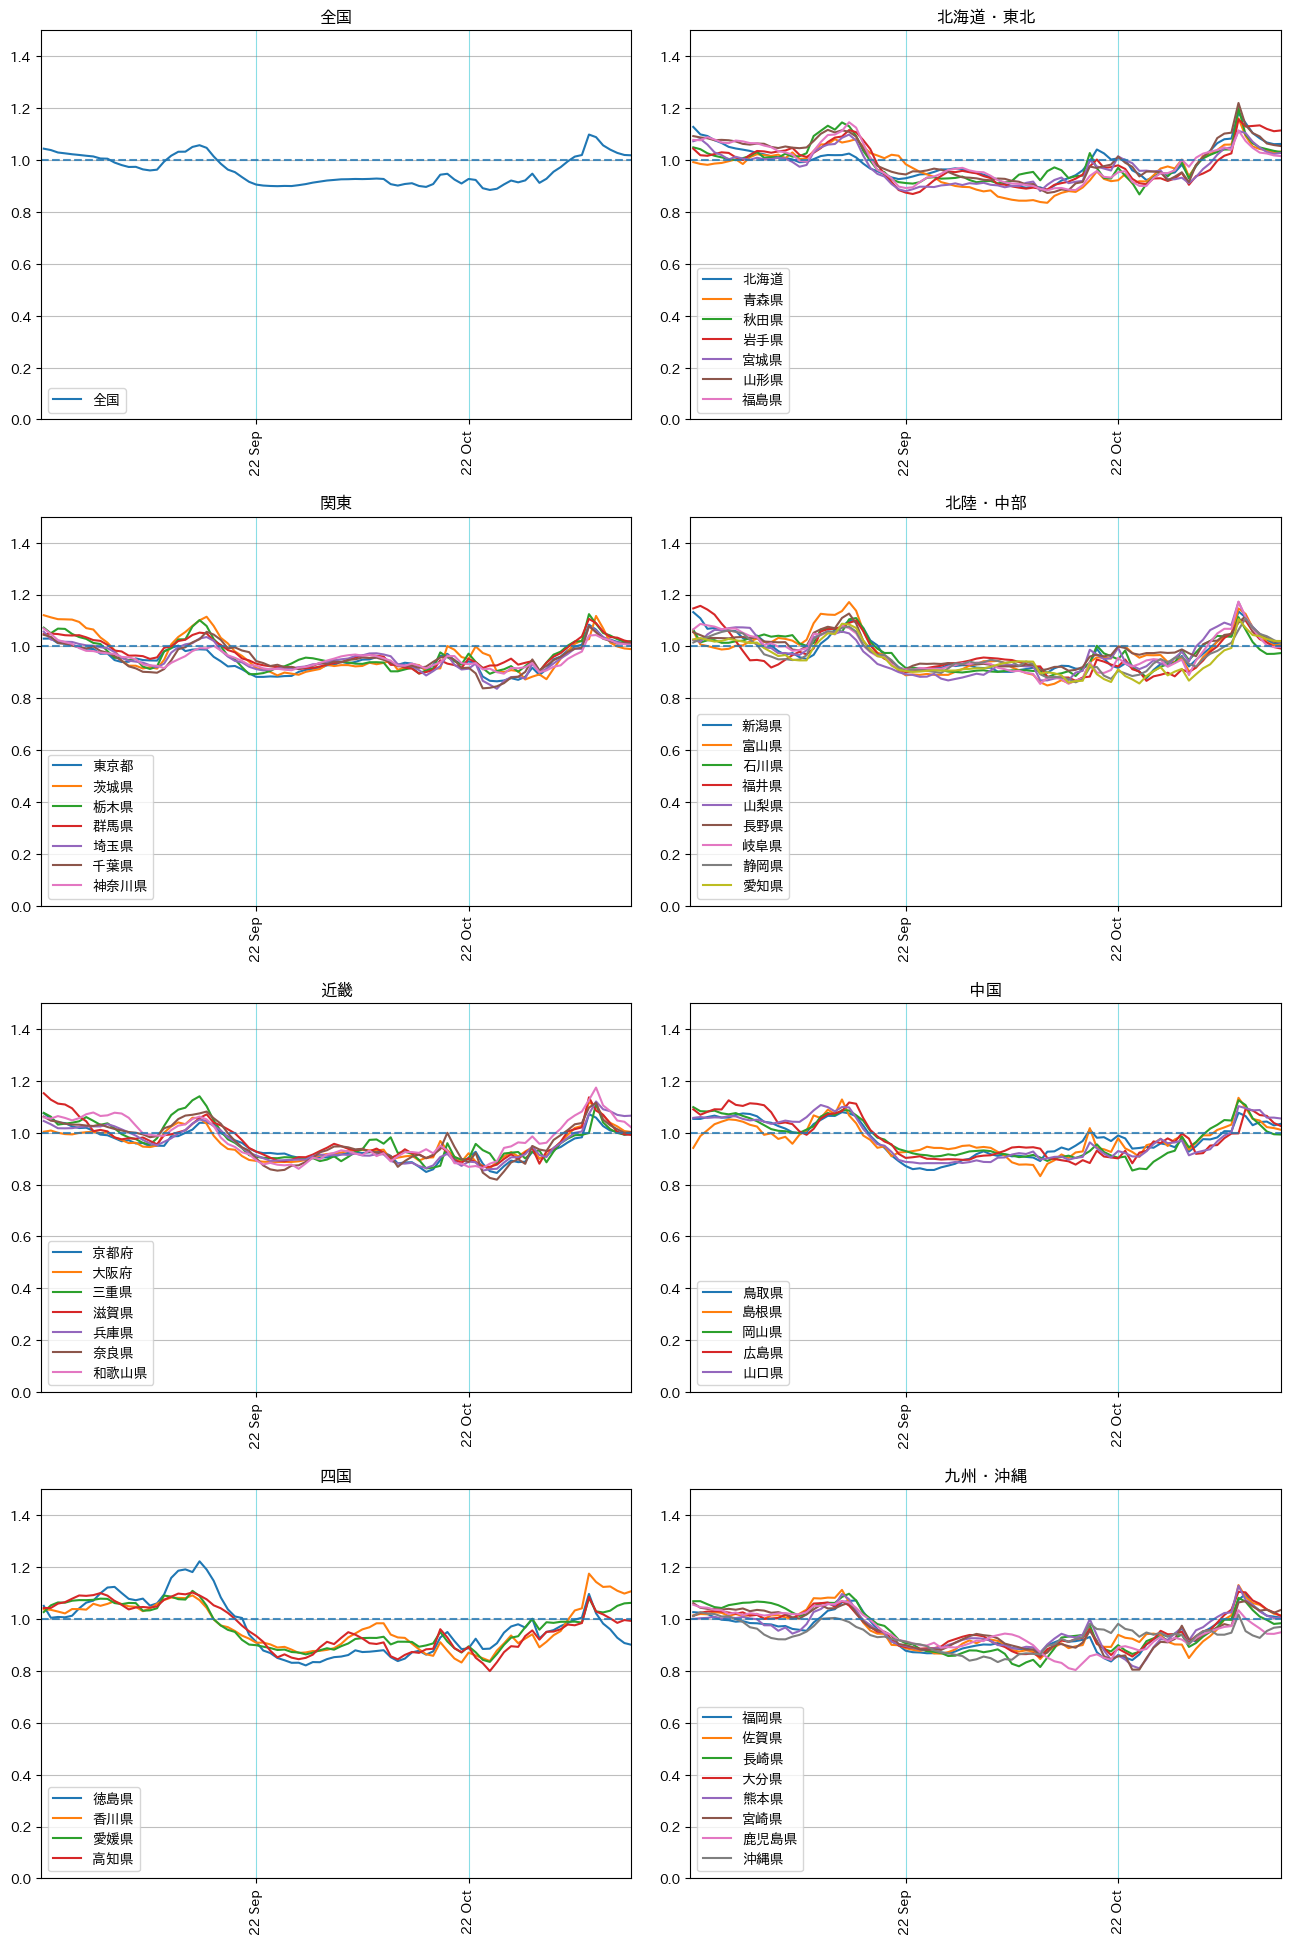 全国
1.4
1.2
1.0
0.8
0.6
0.4
0.2
0.0
全国
22 Sep
22 Oct
北海道・東北
1.4
1.2
1.0
0.8
0.6
0.4
0.2
0.0
北海道
青森県
秋田県
岩手県
宮城県
山形県
福島県
22 Sep
22 Oct
関東
1.4
1.2
1.0
0.8
0.6
0.4
0.2
0.0
東京都
茨城県
栃木県
群馬県
埼玉県
千葉県
神奈川県
22 Sep
22 Oct
北陸・中部
1.4
1.2
1.0
0.8
0.6
0.4
0.2
0.0
新潟県
富山県
石川県
福井県
山梨県
長野県
岐阜県
静岡県
愛知県
22 Sep
22 Oct
近畿
1.4
1.2
1.0
0.8
0.6
0.4
0.2
0.0
京都府
大阪府
三重県
滋賀県
兵庫県
奈良県
和歌山県
22 Sep
22 Oct
中国
1.4
1.2
1.0
0.8
0.6
0.4
0.2
0.0
鳥取県
島根県
岡山県
広島県
山口県
22 Sep
22 Oct
四国
1.4
1.2
1.0
0.8
0.6
0.4
0.2
0.0
徳島県
香川県
愛媛県
高知県
22 Sep
22 Oct
九州・沖縄
1.4
1.2
1.0
0.8
0.6
0.4
0.2
0.0
福岡県
佐賀県
長崎県
大分県
熊本県
宮崎県
鹿児島県
沖縄県
22 Sep
22 Oct